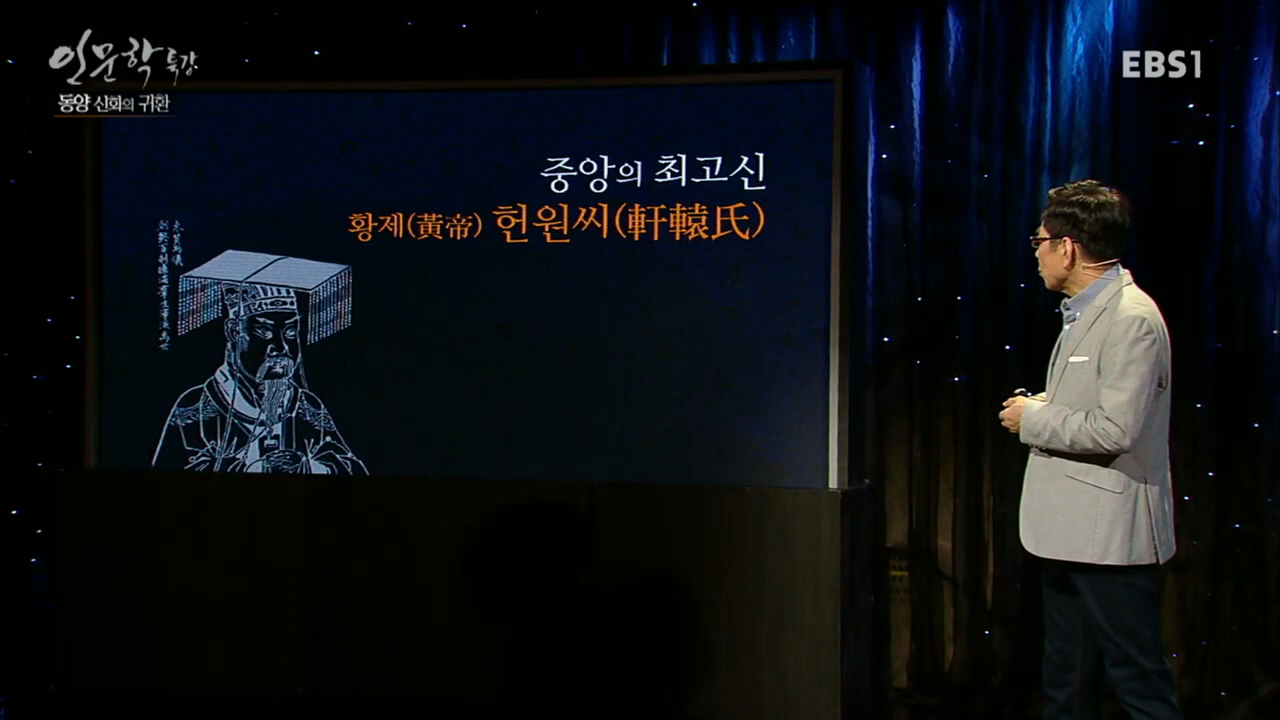 인문학 특강
동양 신화의 귀환
EBS1
중앙의 최고신
황제(黃帝) 헌원씨(軒轅氏)